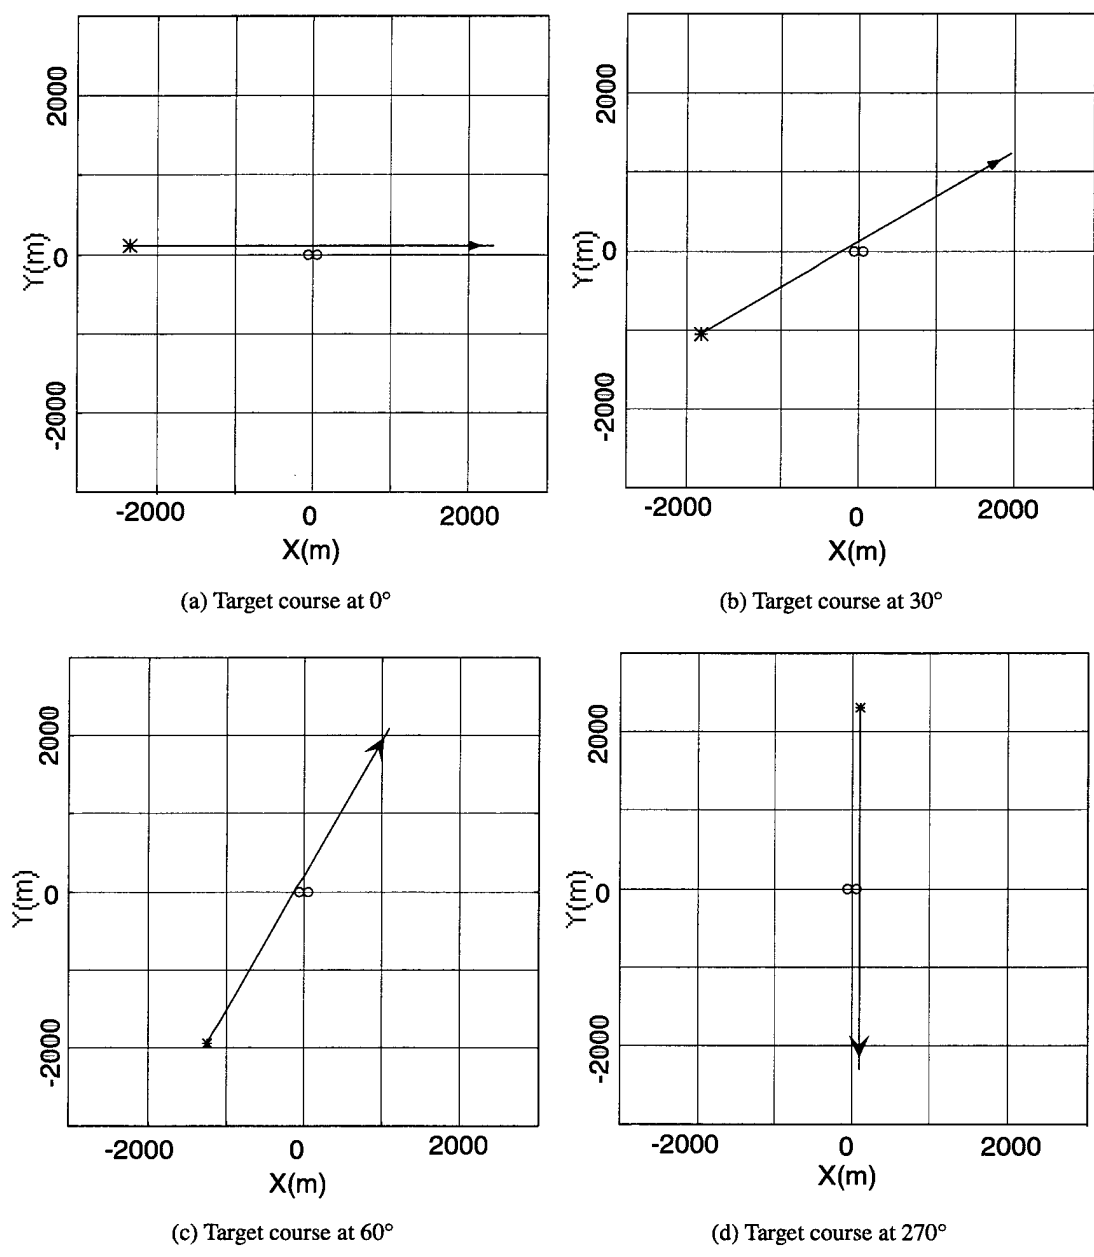 2000
0
-2000
Y(m)
-2000 0 2000
X(m)
(a) Target course at 0°
2000
0
-2000
Y(m)
-2000 0 2000
X(m)
(b) Target course at 30°
2000
0
-2000
Y(m)
-2000 0 2000
X(m)
(c) Target course at 60°
2000
0
-2000
Y(m)
-2000 0 2000
X(m)
(d) Target course at 270°